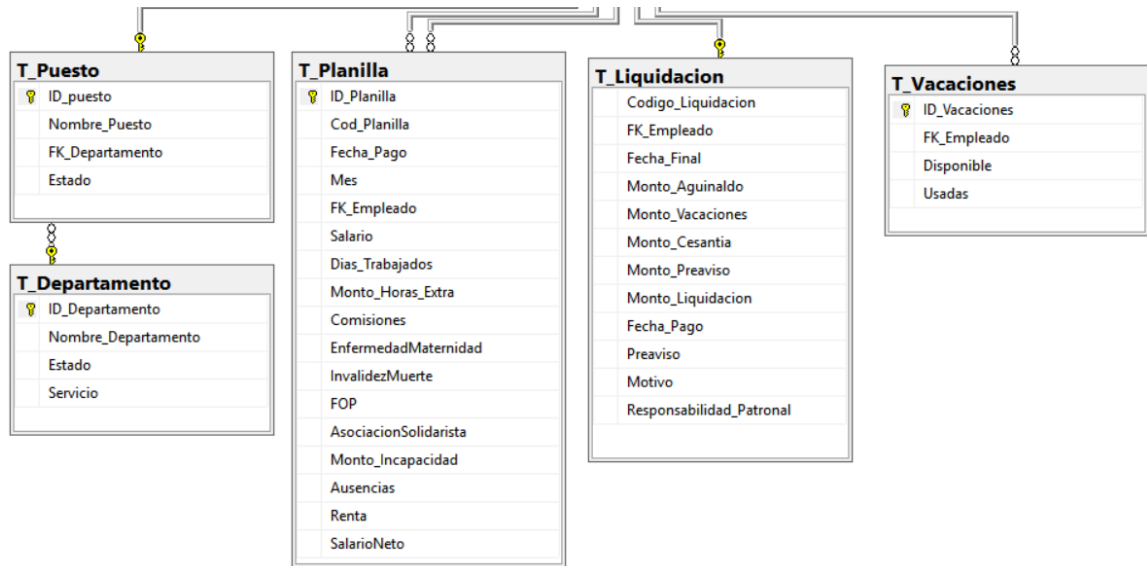 T_Puesto
ID_puesto
Nombre_Puesto
FK_Departamento
Estado
T_Departamento
ID_Departamento
Nombre_Departamento
Estado
Servicio
T_Planilla
ID_Planilla
Cod_Planilla
Fecha_Pago
Mes
FK_Empleado
Salario
Dias_Trabajados
Monto_Horas_Extra
Comisiones
EnfermedadMaternidad
InvalidezMuerte
FOP
AsociacionSolidarista
Monto_Incapacidad
Ausencias
Renta
SalarioNeto
T_Liquidacion
Codigo_Liquidacion
FK_Empleado
Fecha_Final
Monto_Aguinaldo
Monto_Vacaciones
Monto_Cesantia
Monto_Preaviso
Monto_Liquidacion
Fecha_Pago
Preaviso
Motivo
Responsabilidad_Patronal
T_Vacaciones
ID_Vacaciones
FK_Empleado
Disponible
Usadas